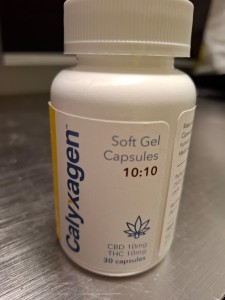 Calyxagen
Soft Gel
Capsules
10:10
CBD 10mg
THC 10mg
30 capsules